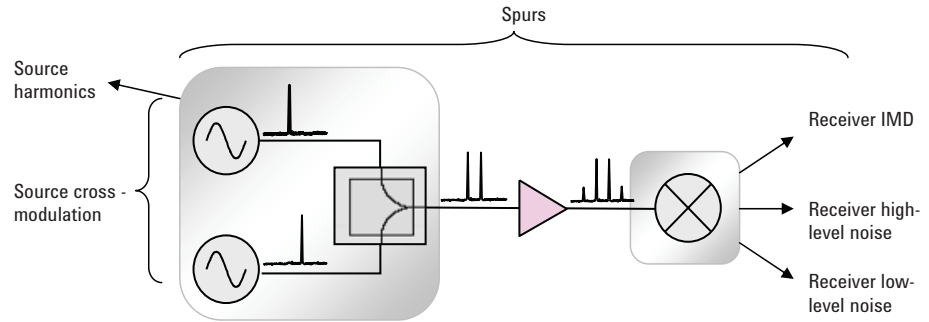 Spurs
Source
harmonics
Source cross -
modulation
Receiver IMD
Receiver high-
level noise
Receiver low-
level noise